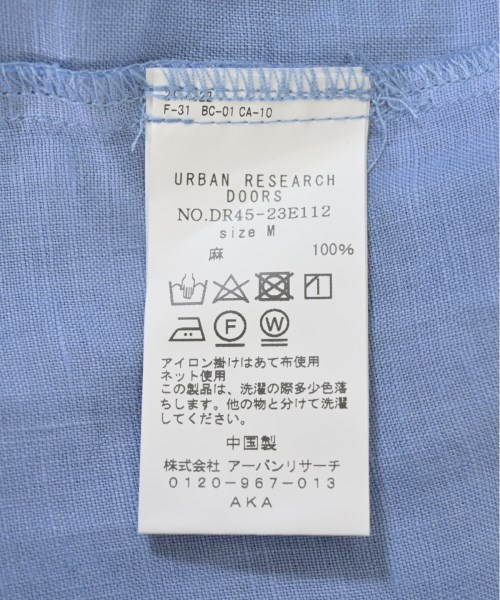 F-31 BC-01 CA-10
URBAN RESEARCH
DOORS
NO.DR45-23E112
size M
麻 100%
F W
アイロン掛けはあて布使用
ネット使用
この製品は、洗濯の際多少色落
ちします。他の物と分けて洗濯
してください。
中国製
株式会社 アーバンリサーチ
0120-967-013
AKA